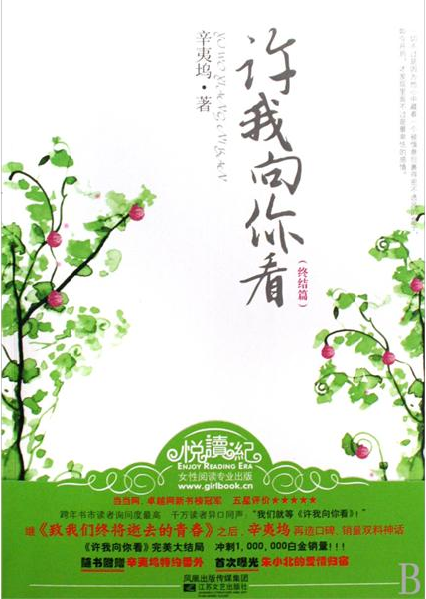 许我向你看
(终结篇)
辛夷坞·著
悦讀纪
ENJOY READING ERA
女性阅读专业出版
www.girlbook.cn
当当网、卓越网新书榜冠军 五星评价★★★★★
跨年书市读者询问度最高 千万读者异口同声:“我们就等《许我向你看》!”
继《致我们终将逝去的青春》之后,辛夷坞再造口碑、销量双料神话
《许我向你看》完美大结局 冲刺1,000,000白金销量!!!
随书附赠辛夷坞特约番外 首次曝光朱小北的爱情归宿
凤凰出版传媒集团
江苏文艺出版社
B